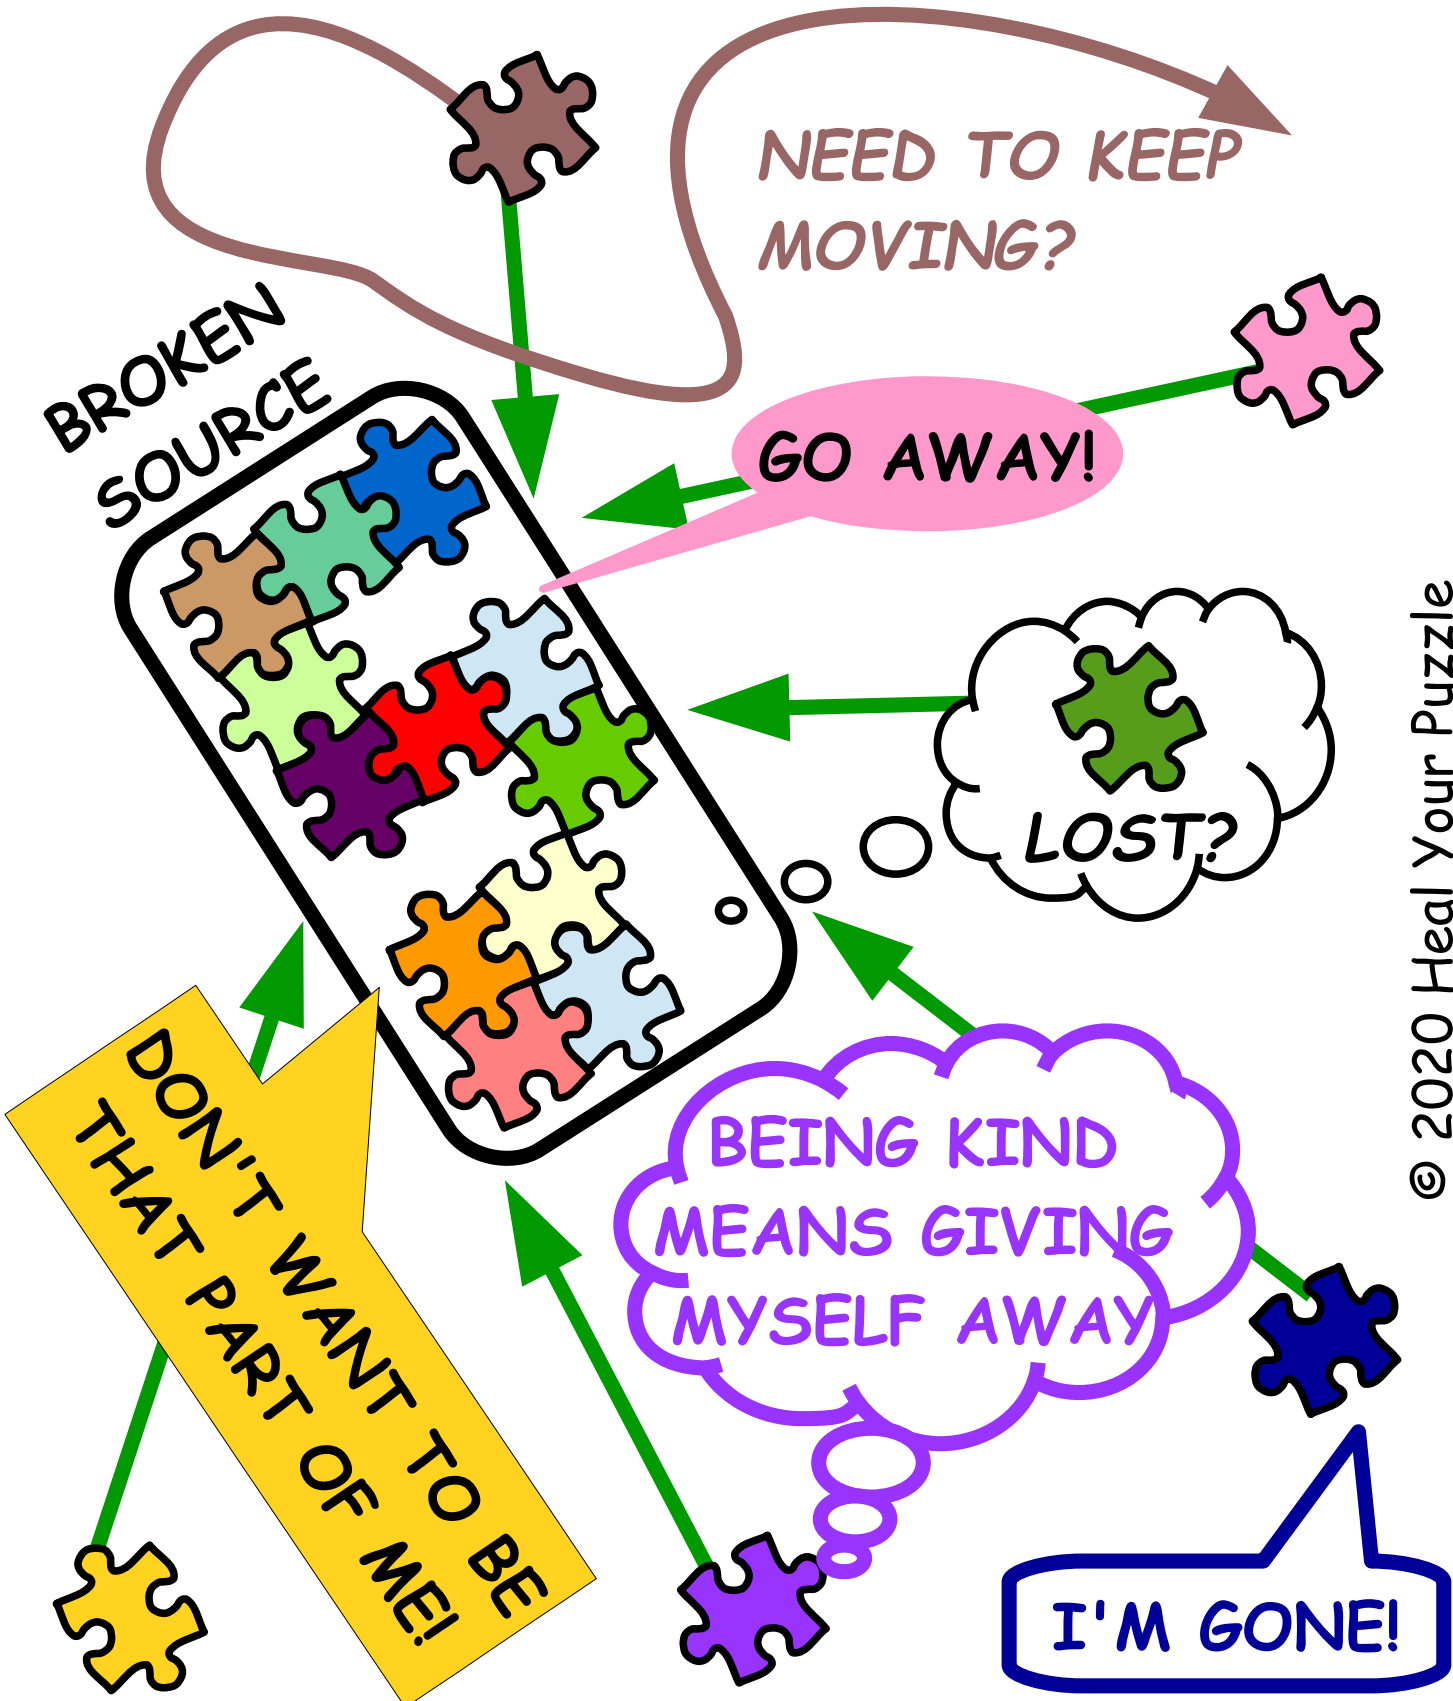 NEED TO KEEP
MOVING?
BROKEN
SOURCE
GO AWAY!
LOST?
© 2020 Heal Your Puzzle
DON'T WANT TO BE
THAT PART OF ME!
BEING KIND
MEANS GIVING
MYSELF AWAY
I'M GONE!